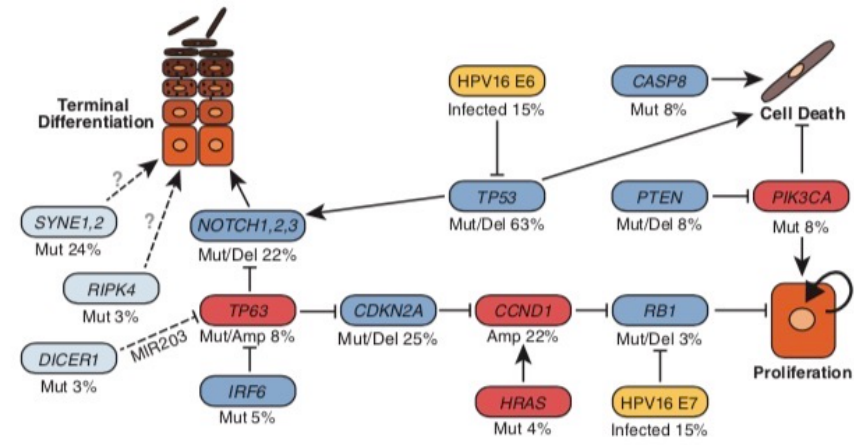 Terminal
Differentiation
HPV16 E6
Infected 15%
CASP8
Mut 8%
Cell Death
?
?
SYNE1,2
Mut 24%
NOTCH1,2,3
Mut/Del 22%
TP53
Mut/Del 63%
PTEN
Mut/Del 8%
PIK3CA
Mut 8%
RIPK4
Mut 3%
TP63
Mut/Amp 8%
CDKN2A
Mut/Del 25%
CCND1
Amp 22%
RB1
Mut/Del 3%
Proliferation
DICER1
Mut 3%
MIR203
IRF6
Mut 5%
HRAS
Mut 4%
HPV16 E7
Infected 15%